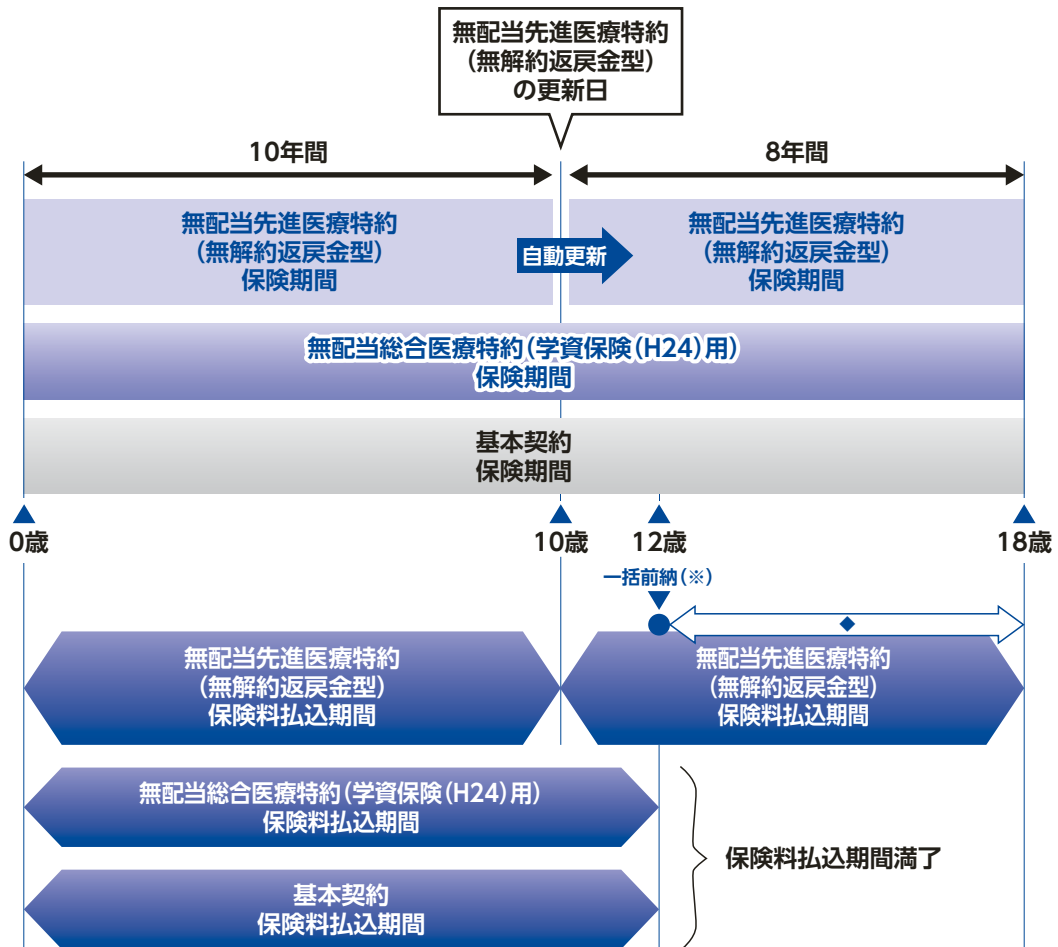 無配当先進医療特約
（無解約返戻金型）
の更新日
10年間
8年間
無配当先進医療特約
（無解約返戻金型）
保険期間
自動更新
無配当先進医療特約
（無解約返戻金型）
保険期間
無配当総合医療特約（学資保険（H24）用）
保険期間
基本契約
保険期間
0歳
10歳
12歳
18歳
一括前納（※）
無配当先進医療特約
（無解約返戻金型）
保険料払込期間
無配当先進医療特約
（無解約返戻金型）
保険料払込期間
無配当総合医療特約（学資保険（H24）用）
保険料払込期間
保険料払込期間満了
基本契約
保険料払込期間